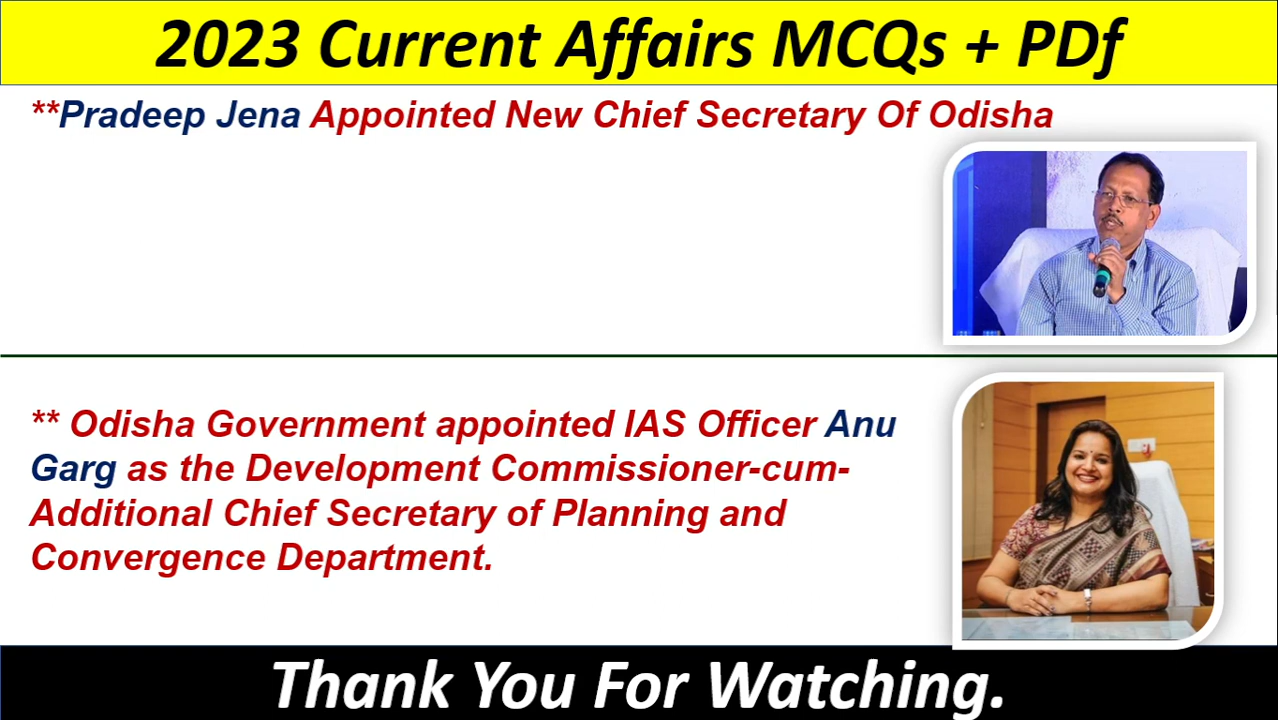 2023 Current Affairs MCQs + PDf
**Pradeep Jena Appointed New Chief Secretary Of Odisha
** Odisha Government appointed IAS Officer Anu
Garg as the Development Commissioner-cum-
Additional Chief Secretary of Planning and
Convergence Department.
Thank You For Watching.